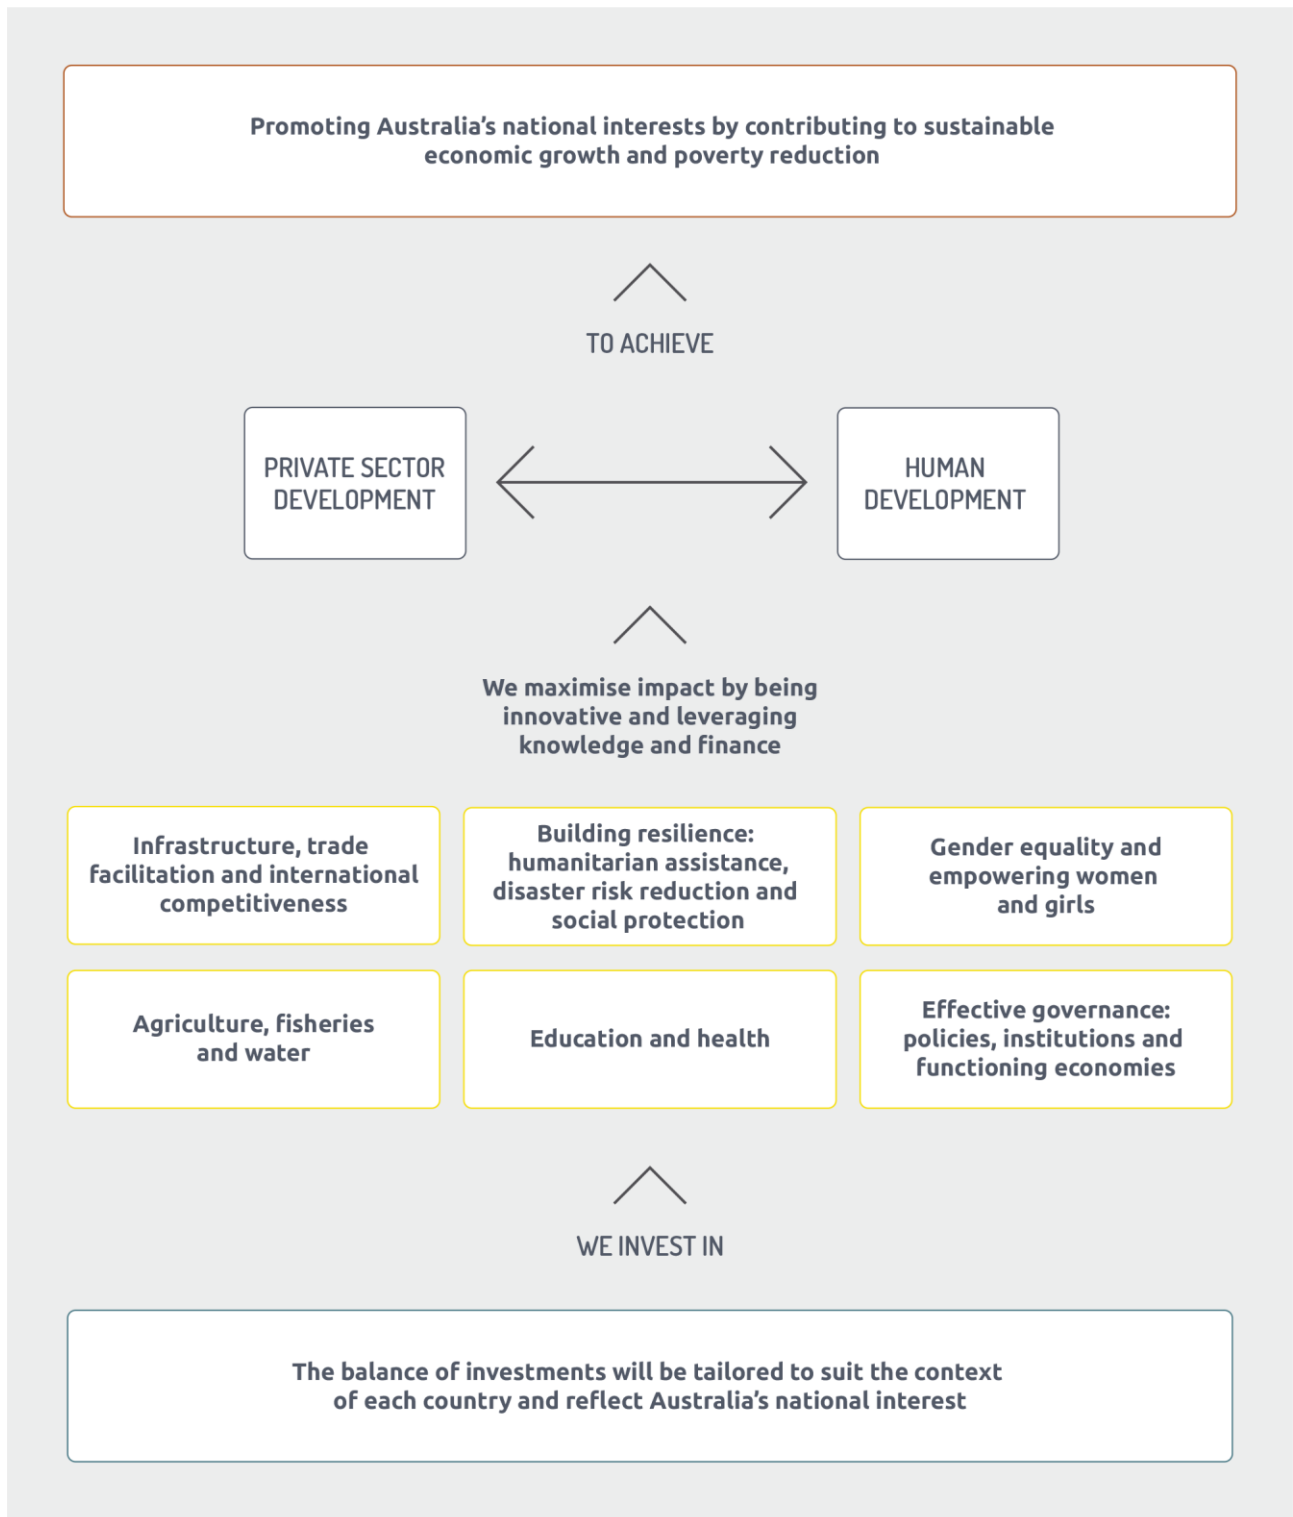 Promoting Australia’s national interests by contributing to sustainable
economic growth and poverty reduction
TO ACHIEVE
PRIVATE SECTOR
DEVELOPMENT
HUMAN
DEVELOPMENT
We maximise impact by being
innovative and leveraging
knowledge and finance
Infrastructure, trade
facilitation and international
competitiveness
Building resilience:
humanitarian assistance,
disaster risk reduction and
social protection
Gender equality and
empowering women
and girls
Agriculture, fisheries
and water
Education and health
Effective governance:
policies, institutions and
functioning economies
WE INVEST IN
The balance of investments will be tailored to suit the context
of each country and reflect Australia’s national interest